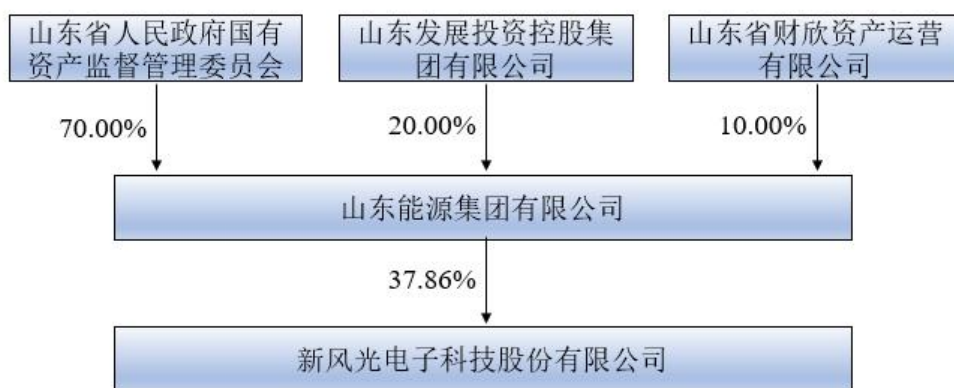 山东省人民政府国有
资产监督管理委员会
山东发展投资控股集
团有限公司
山东省财欣资产运营
有限公司
70.00%
20.00%
10.00%
山东能源集团有限公司
37.86%
新风光电子科技股份有限公司